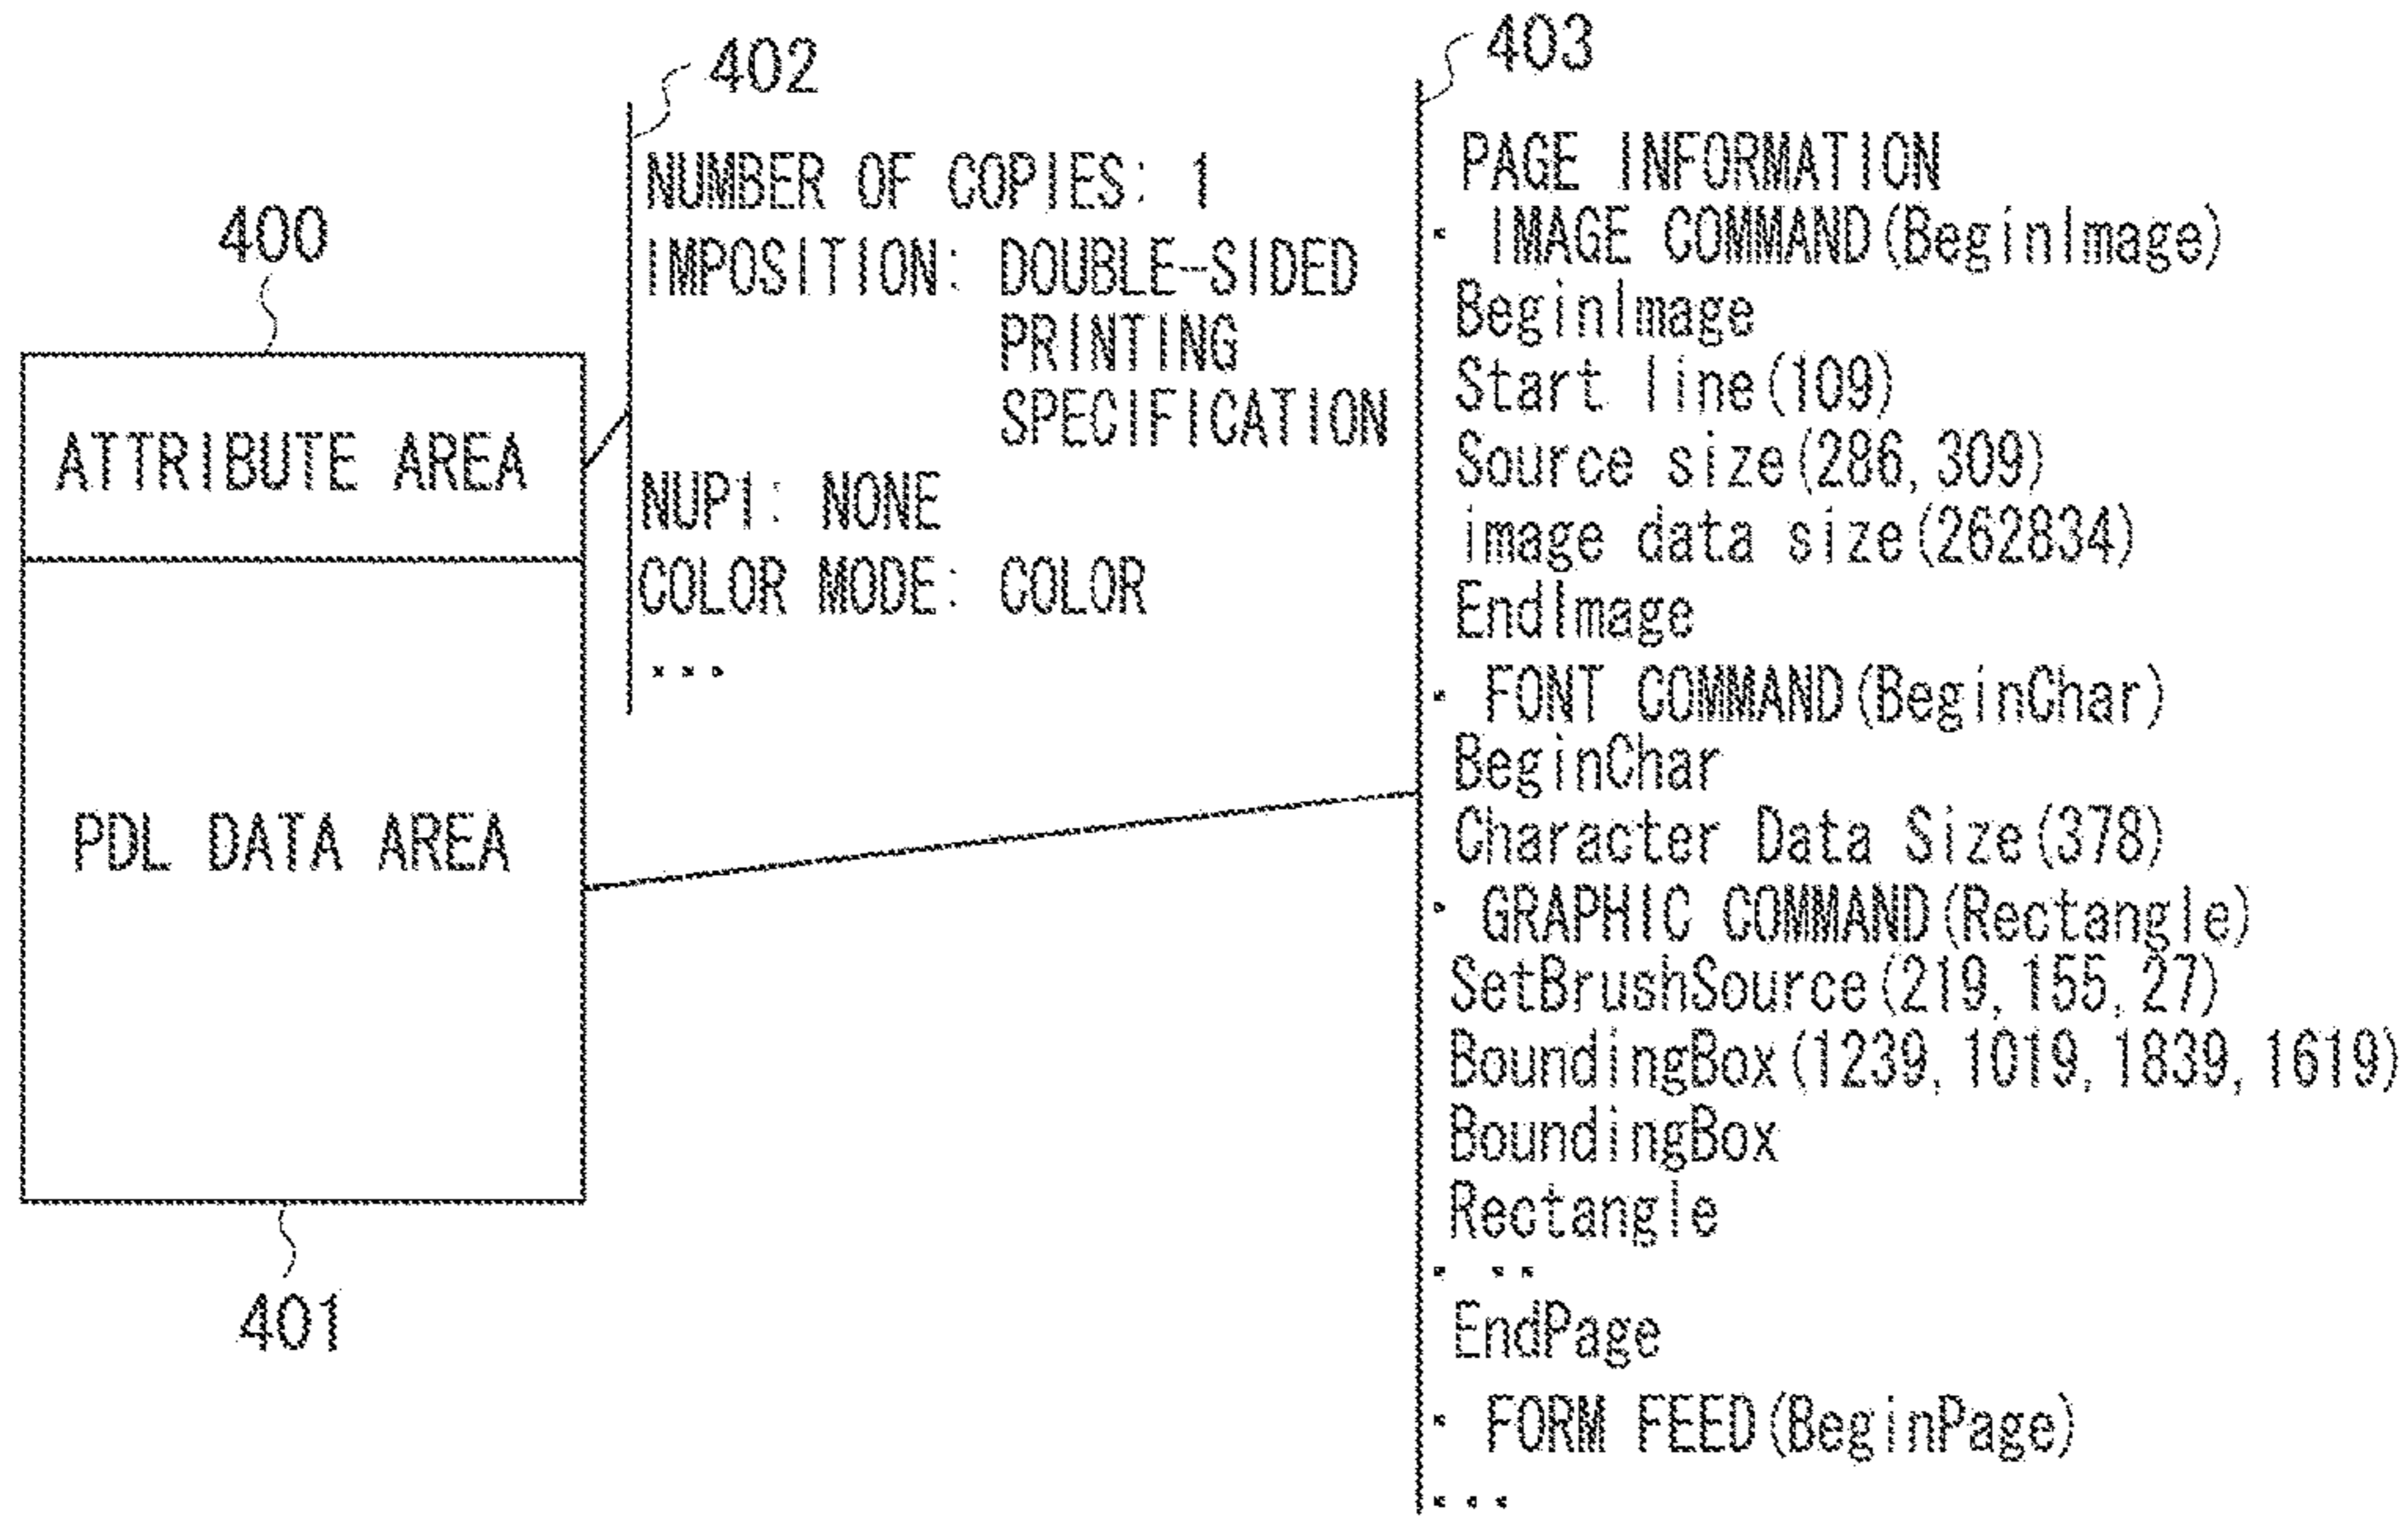 400
ATTRIBUTE AREA
PDL DATA AREA
401
402
NUMBER OF COPIES: 1
IMPOSITION: DOUBLE-SIDED
PRINTING
SPECIFICATION
NUP1: NONE
COLOR MODE: COLOR
...
403
PAGE INFORMATION
· IMAGE COMMAND(BeginImage)
BeginImage
Start line(109)
Source size(286,309)
image data size(262834)
EndImage
· FONT COMMAND(BeginChar)
BeginChar
Character Data Size(378)
· GRAPHIC COMMAND(Rectangle)
SetBrushSource(219,155,27)
BoundingBox(1239,1019,1839,1619)
BoundingBox
Rectangle
· ··
EndPage
· FORM FEED(BeginPage)
...